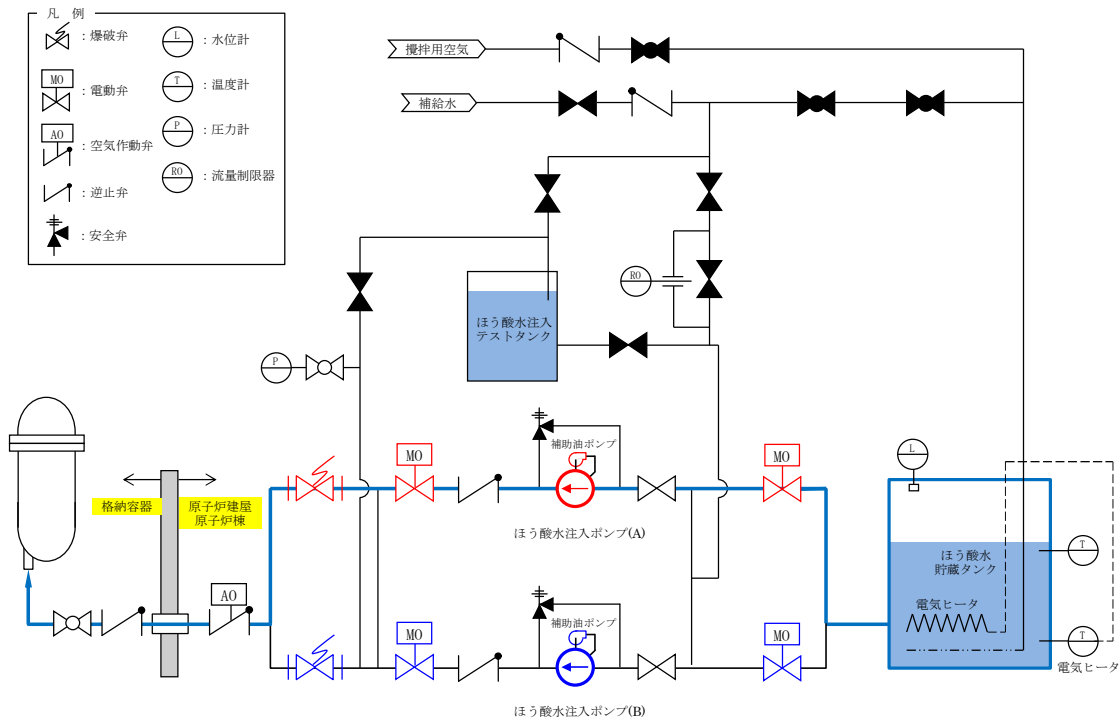 凡 例
：爆破弁
L ：水位計
MO ：電動弁
T ：温度計
AO ：空気作動弁
P ：圧力計
：逆止弁
RO ：流量制限器
：安全弁
攪拌用空気
補給水
RO
ほう酸水注入
テストタンク
P
MO
補助油ポンプ
MO
L
格納容器
原子炉建屋
原子炉棟
ほう酸水注入ポンプ(A)
T
ほう酸水
貯蔵タンク
AO
電気ヒータ
MO
補助油ポンプ
MO
T
電気ヒータ
ほう酸水注入ポンプ(B)